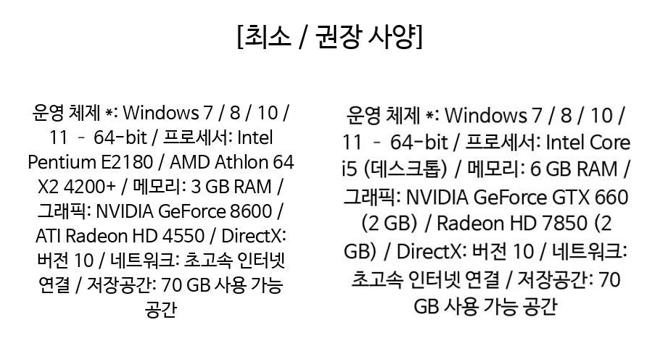 [최소 / 권장 사양]
운영 체제 *: Windows 7 / 8 / 10 /
11 - 64-bit / 프로세서: Intel
Pentium E2180 / AMD Athlon 64
X2 4200+ / 메모리: 3 GB RAM /
그래픽: NVIDIA GeForce 8600 /
ATI Radeon HD 4550 / DirectX:
버전 10 / 네트워크: 초고속 인터넷
연결 / 저장공간: 70 GB 사용 가능
공간
운영 체제 *: Windows 7 / 8 / 10 /
11 - 64-bit / 프로세서: Intel Core
i5 (데스크톱) / 메모리: 6 GB RAM /
그래픽: NVIDIA GeForce GTX 660
(2 GB) / Radeon HD 7850 (2
GB) / DirectX: 버전 10 / 네트워크:
초고속 인터넷 연결 / 저장공간: 70
GB 사용 가능 공간